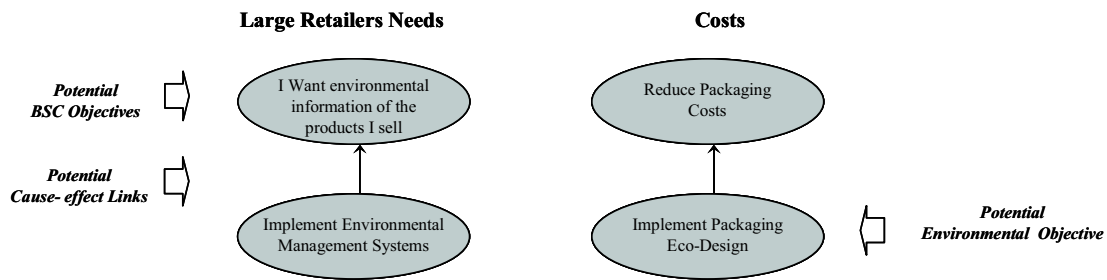 Large Retailers Needs
Costs
Potential
BSC Objectives
I Want environmental
information of the
products I sell
Reduce Packaging
Costs
Potential
Cause- effect Links
Implement Environmental
Management Systems
Implement Packaging
Eco-Design
Potential
Environmental Objective